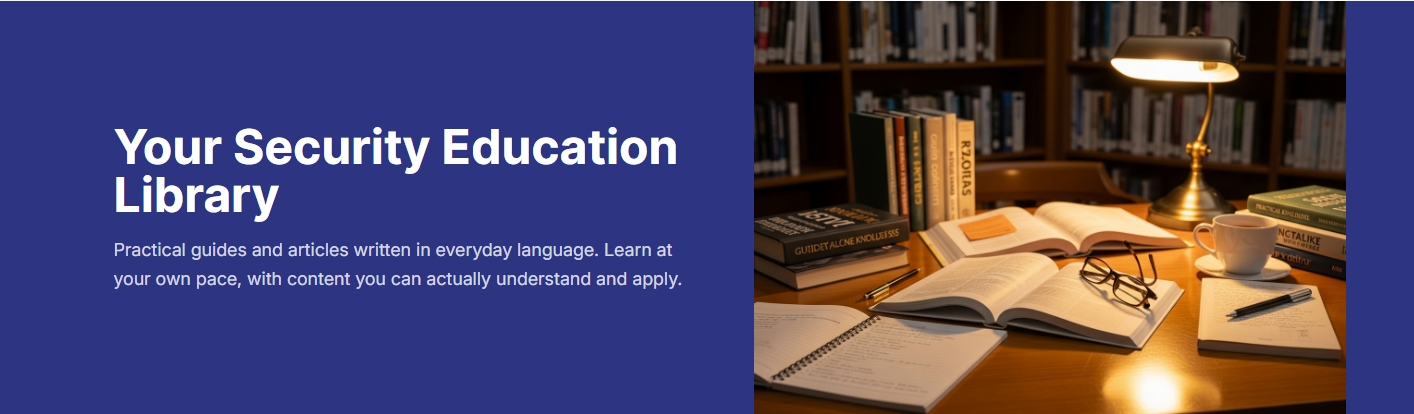 Your Security Education
Library
Practical guides and articles written in everyday language. Learn at
your own pace, with content you can actually understand and apply.